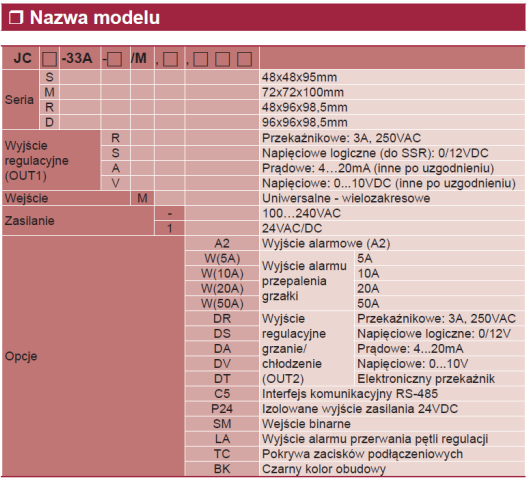 ❒ Nazwa modelu
JC □ -33A -□ /M , □ , □ □ □
Seria
S 48x48x95mm
M 72x72x100mm
R 48x96x98,5mm
D 96x96x98,5mm
Wyjście regulacyjne (OUT1)
R Przekaźnikowe: 3A, 250VAC
S Napięciowe logiczne (do SSR): 0/12VDC
A Prądowe: 4…20mA (inne po uzgodnieniu)
V Napięciowe: 0...10VDC (inne po uzgodnieniu)
Wejście M Uniwersalne - wielozakresowe
Zasilanie
- 100…240VAC
1 24VAC/DC
Opcje
A2 Wyjście alarmowe (A2)
Wyjście alarmu przepalenia grzałki
W(5A) 5A
W(10A) 10A
W(20A) 20A
W(50A) 50A
Wyjście regulacyjne grzanie/ chłodzenie (OUT2)
DR Przekaźnikowe: 3A, 250VAC
DS Napięciowe logiczne: 0/12V
DA Prądowe: 4...20mA
DV Napięciowe: 0...10V
DT Elektroniczny przekaźnik
C5 Interfejs komunikacyjny RS-485
P24 Izolowane wyjście zasilania 24VDC
SM Wejście binarne
LA Wyjście alarmu przerwania pętli regulacji
TC Pokrywa zacisków podłączeniowych
BK Czarny kolor obudowy